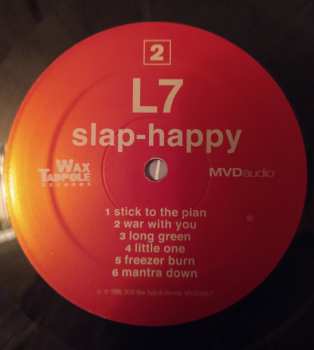 2
L7
slap-happy
Wax
Tadpole
RECORDS
MVDaudio
1 stick to the plan
2 war with you
3 long green
4 little one
5 freezer burn
6 mantra down